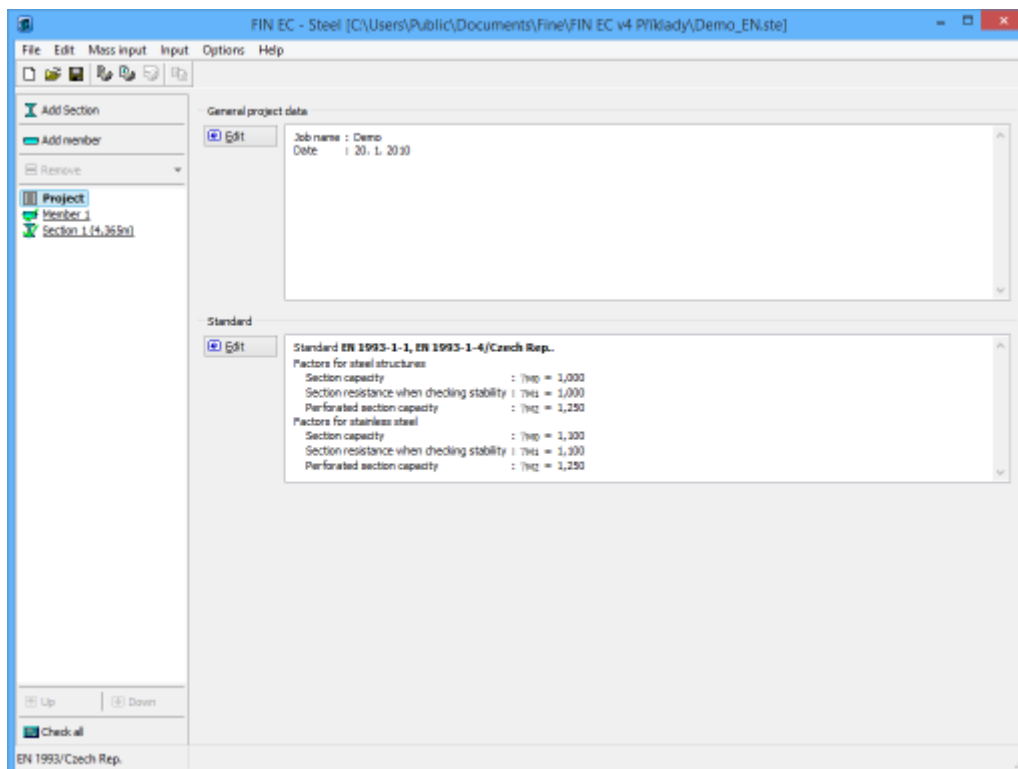 FIN EC - Steel [C:\Users\Public\Documents\Fine\FIN EC v4 Příklady\Demo_EN.ste]
File Edit Mass input Input Options Help
Add Section
Add member
Remove
Project
Member 1
Section 1 (4,365m)
General project data
Edit
Job name : Demo
Date : 20. 1. 2010
Standard
Edit
Standard EN 1993-1-1, EN 1993-1-4/Czech Rep..
Factors for steel structures
Section capacity : γM0 = 1,000
Section resistance when checking stability : γM1 = 1,000
Perforated section capacity : γM2 = 1,250
Factors for stainless steel
Section capacity : γM0 = 1,100
Section resistance when checking stability : γM1 = 1,100
Perforated section capacity : γM2 = 1,250
Up Down
Check all
EN 1993/Czech Rep.